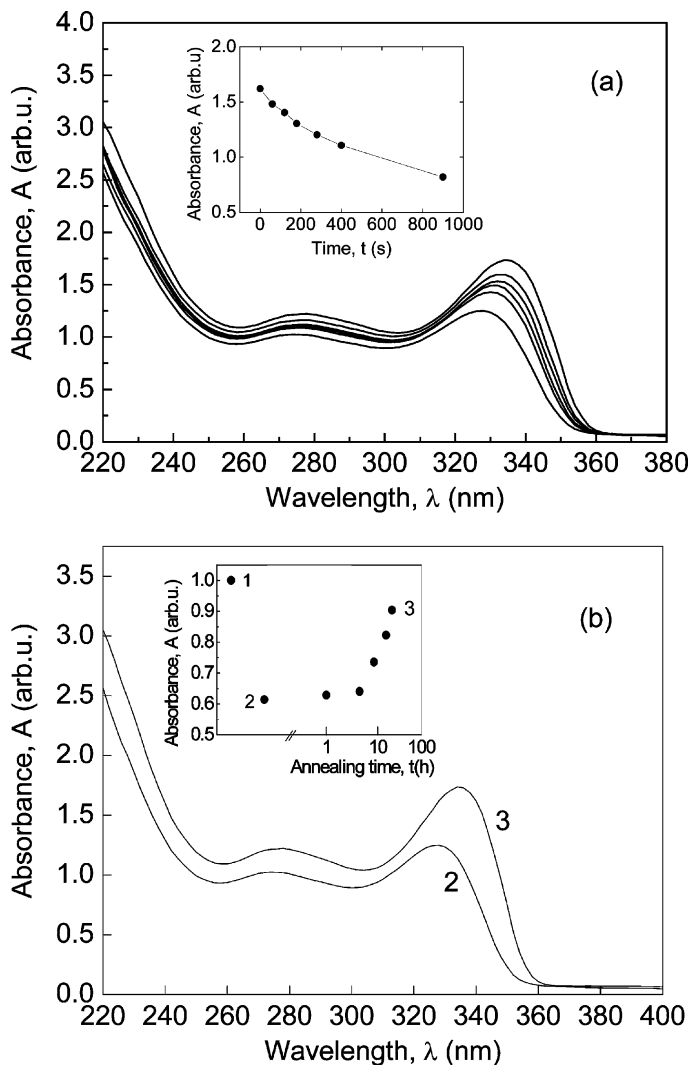 4.0
3.5
3.0
2.5
2.0
1.5
1.0
0.5
0.0
Absorbance, A (arb.u.)
220 240 260 280 300 320 340 360 380
Wavelength, λ (nm)
(a)
2.0
1.5
1.0
0.5
Absorbance, A (arb.u)
0 200 400 600 800 1000
Time, t (s)
3.5
3.0
2.5
2.0
1.5
1.0
0.5
0.0
Absorbance, A (arb.u.)
220 240 260 280 300 320 340 360 380 400
Wavelength, λ (nm)
(b)
3
2
1.0
0.9
0.8
0.7
0.6
0.5
Absorbance, A (arb.u.)
1
3
2
1 10 100
Annealing time, t(h)